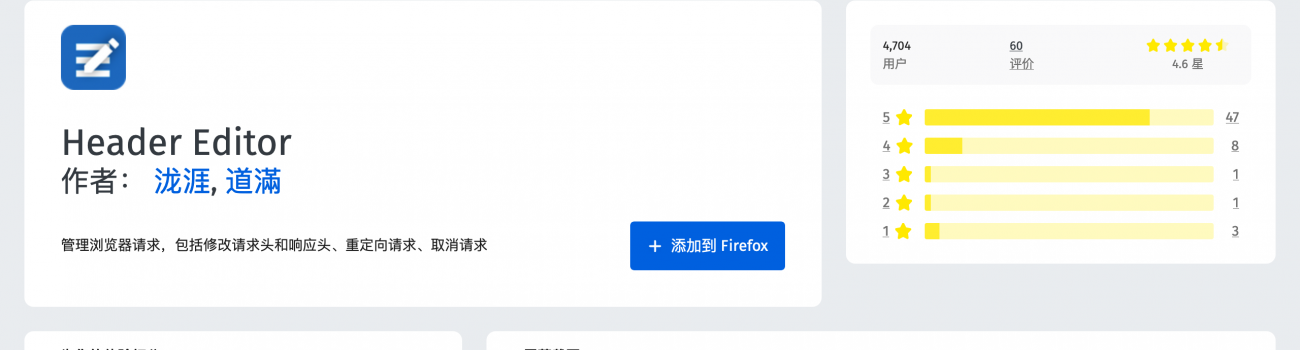 Header Editor
作者： 泷涯, 道滿
管理浏览器请求，包括修改请求头和响应头、重定向请求、取消请求
添加到 Firefox
4,704
用户
60
评价
4.6 星
5 47
4 8
3 1
2 1
1 3